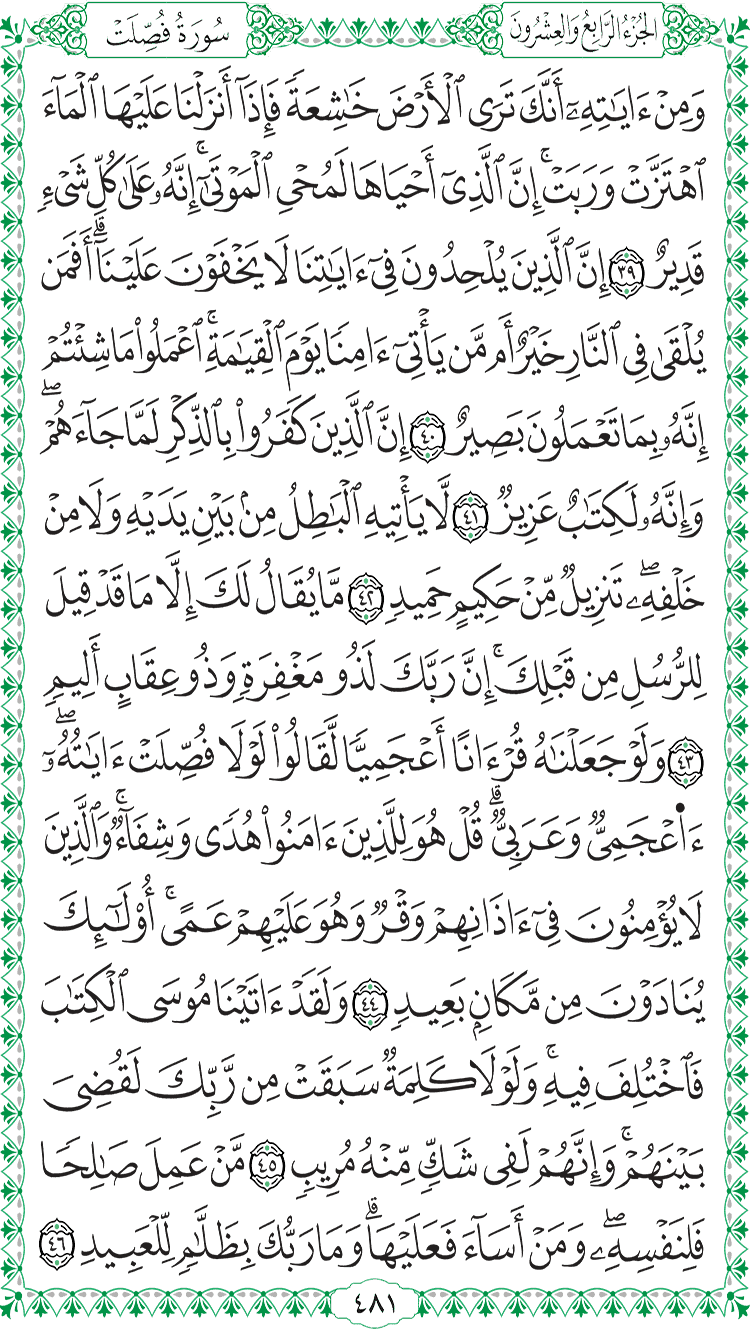 الجُزْءُ الرَّابِعُ وَالعِشْرُونَ
سُورَةُ فُصِّلَتْ
وَمِنْ ءَايَٰتِهِۦٓ أَنَّكَ تَرَى ٱلْأَرْضَ خَٰشِعَةً فَإِذَآ أَنزَلْنَا عَلَيْهَا ٱلْمَآءَ
ٱهْتَزَّتْ وَرَبَتْ ۚ إِنَّ ٱلَّذِىٓ أَحْيَاهَا لَمُحْىِ ٱلْمَوْتَىٰٓ ۚ إِنَّهُۥ عَلَىٰ كُلِّ شَىْءٍ
قَدِيرٌ ٣٩ إِنَّ ٱلَّذِينَ يُلْحِدُونَ فِىٓ ءَايَٰتِنَا لَا يَخْفَوْنَ عَلَيْنَآ ۗ أَفَمَن
يُلْقَىٰ فِى ٱلنَّارِ خَيْرٌ أَم مَّن يَأْتِىٓ ءَامِنًا يَوْمَ ٱلْقِيَٰمَةِ ۚ ٱعْمَلُوا۟ مَا شِئْتُمْ ۖ
إِنَّهُۥ بِمَا تَعْمَلُونَ بَصِيرٌ ٤٠ إِنَّ ٱلَّذِينَ كَفَرُوا۟ بِٱلذِّكْرِ لَمَّا جَآءَهُمْ ۖ
وَإِنَّهُۥ لَكِتَٰبٌ عَزِيزٌ ٤١ لَّا يَأْتِيهِ ٱلْبَٰطِلُ مِنۢ بَيْنِ يَدَيْهِ وَلَا مِنْ
خَلْفِهِۦ ۖ تَنزِيلٌ مِّنْ حَكِيمٍ حَمِيدٍ ٤٢ مَّا يُقَالُ لَكَ إِلَّا مَا قَدْ قِيلَ
لِلرُّسُلِ مِن قَبْلِكَ ۚ إِنَّ رَبَّكَ لَذُو مَغْفِرَةٍ وَذُو عِقَابٍ أَلِيمٍ
٤٣ وَلَوْ جَعَلْنَٰهُ قُرْءَانًا أَعْجَمِيًّا لَّقَالُوا۟ لَوْلَا فُصِّلَتْ ءَايَٰتُهُۥٓ ۖ
ءَا۬عْجَمِىٌّ وَعَرَبِىٌّ ۗ قُلْ هُوَ لِلَّذِينَ ءَامَنُوا۟ هُدًى وَشِفَآءٌ ۚ وَٱلَّذِينَ
لَا يُؤْمِنُونَ فِىٓ ءَاذَانِهِمْ وَقْرٌ وَهُوَ عَلَيْهِمْ عَمًى ۚ أُو۟لَٰٓئِكَ
يُنَادَوْنَ مِن مَّكَانٍۭ بَعِيدٍ ٤٤ وَلَقَدْ ءَاتَيْنَا مُوسَى ٱلْكِتَٰبَ
فَٱخْتُلِفَ فِيهِ ۚ وَلَوْلَا كَلِمَةٌ سَبَقَتْ مِن رَّبِّكَ لَقُضِىَ
بَيْنَهُمْ ۚ وَإِنَّهُمْ لَفِى شَكٍّ مِّنْهُ مُرِيبٍ ٤٥ مَّنْ عَمِلَ صَٰلِحًا
فَلِنَفْسِهِۦ ۖ وَمَنْ أَسَآءَ فَعَلَيْهَا ۗ وَمَا رَبُّكَ بِظَلَّٰمٍ لِّلْعَبِيدِ ٤٦
٤٨١